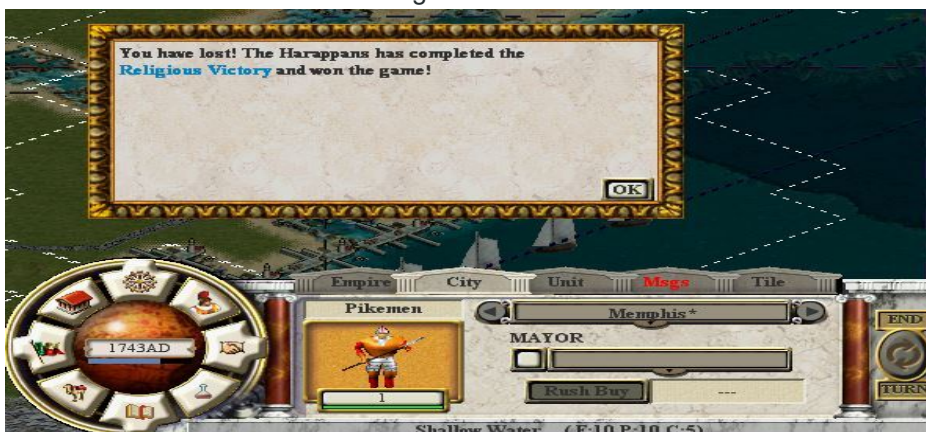 You have lost! The Harappans has completed the
Religious Victory and won the game!
OK
Empire City Unit Msgs Tile
Pikemen
Memphis*
END
1743AD
MAYOR
1
Rush Buy
---
TURN
Shallow Water (F:10 P:10 C:5)